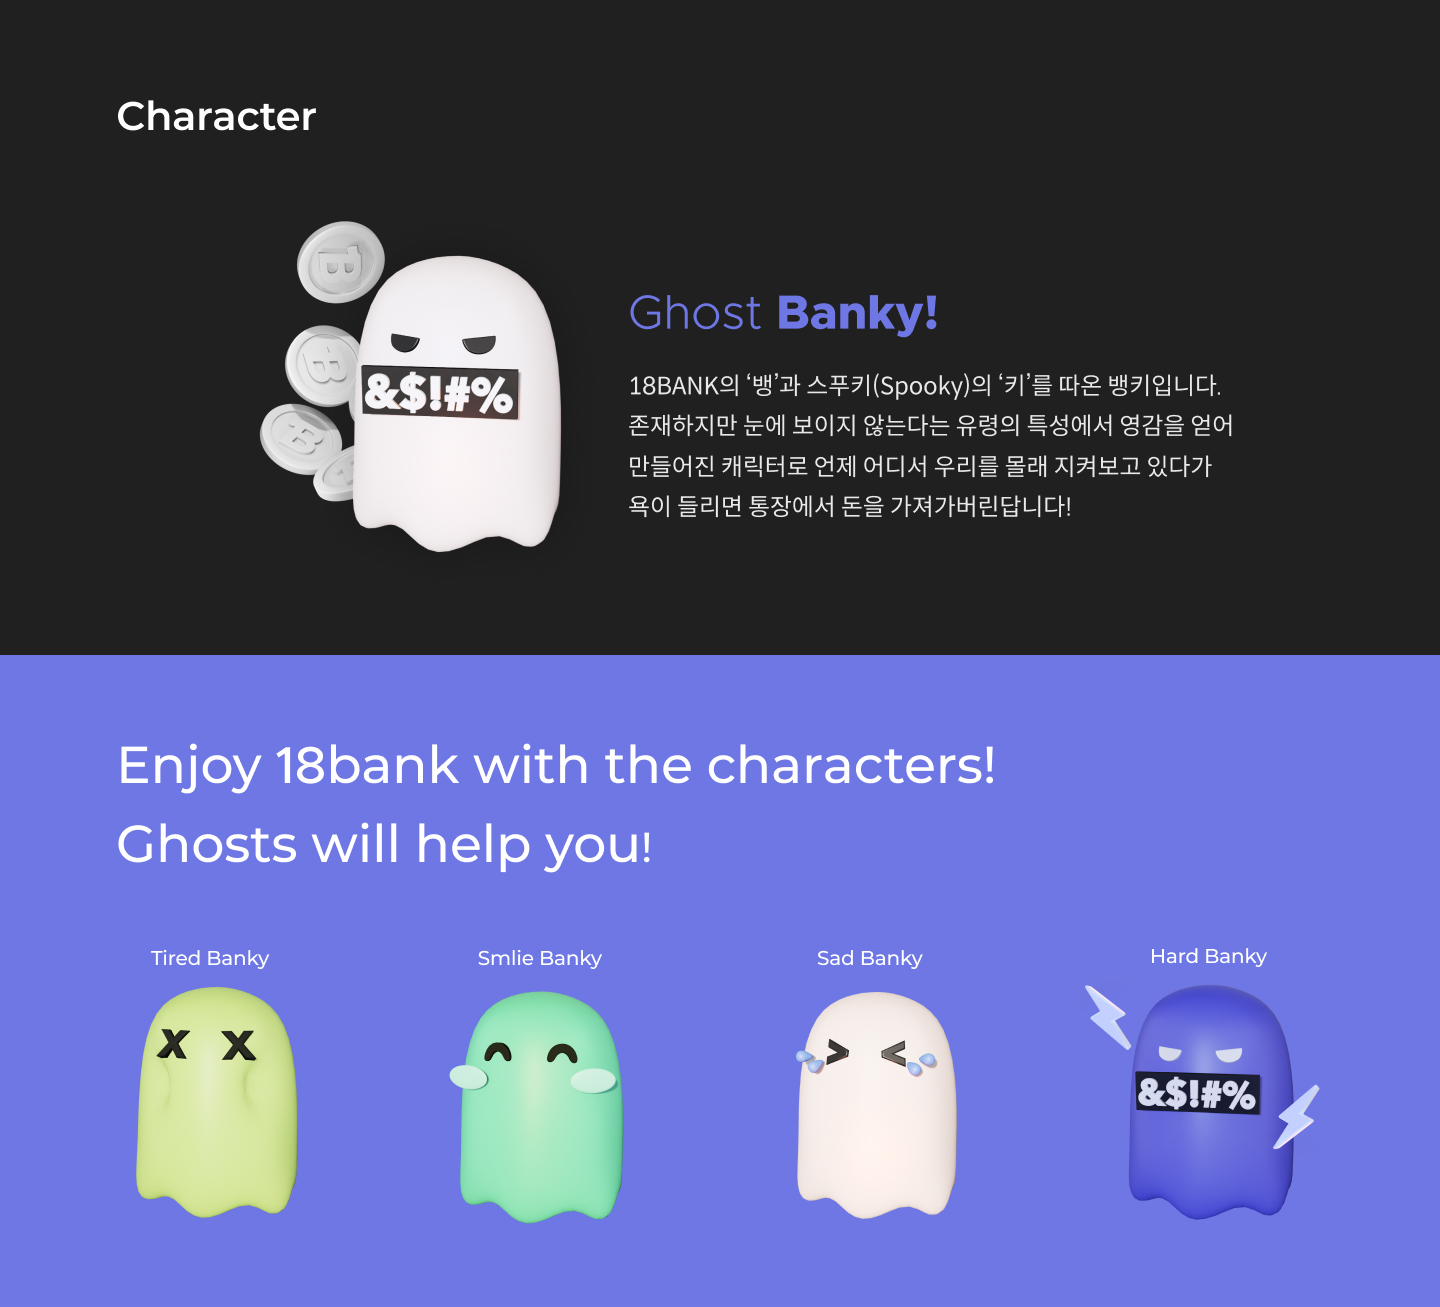 Character
&$!#%
Ghost Banky!
18BANK의 ‘뱅’과 스푸키(Spooky)의 ‘키’를 따온 뱅키입니다.
존재하지만 눈에 보이지 않는다는 유령의 특성에서 영감을 얻어
만들어진 캐릭터로 언제 어디서 우리를 몰래 지켜보고 있다가
욕이 들리면 통장에서 돈을 가져가버린답니다!
Enjoy 18bank with the characters!
Ghosts will help you!
Tired Banky
Smlie Banky
Sad Banky
Hard Banky
&$!#%